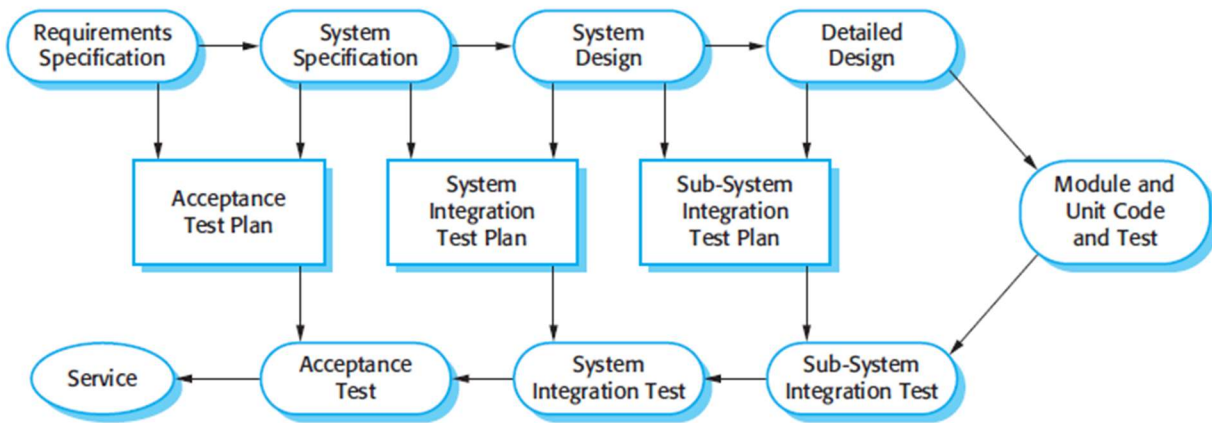 Requirements
Specification
System
Specification
System
Design
Detailed
Design
Acceptance
Test Plan
System
Integration
Test Plan
Sub-System
Integration
Test Plan
Module and
Unit Code
and Test
Service
Acceptance
Test
System
Integration Test
Sub-System
Integration Test